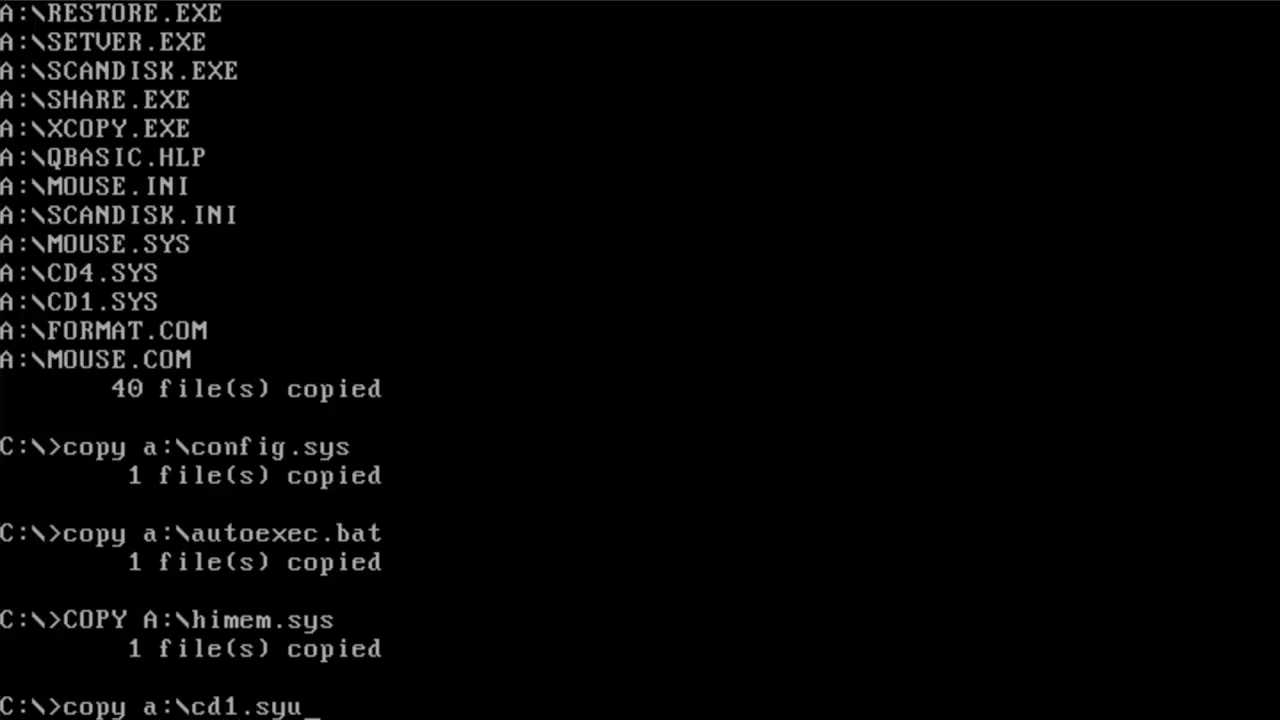 A:\RESTORE.EXE
A:\SETVER.EXE
A:\SCANDISK.EXE
A:\SHARE.EXE
A:\XCOPY.EXE
A:\QBASIC.HLP
A:\MOUSE.INI
A:\SCANDISK.INI
A:\MOUSE.SYS
A:\CD4.SYS
A:\CD1.SYS
A:\FORMAT.COM
A:\MOUSE.COM
40 file(s) copied
C:\>copy a:\config.sys
1 file(s) copied
C:\>copy a:\autoexec.bat
1 file(s) copied
C:\>COPY A:\himem.sys
1 file(s) copied
C:\>copy a:\cd1.syu_